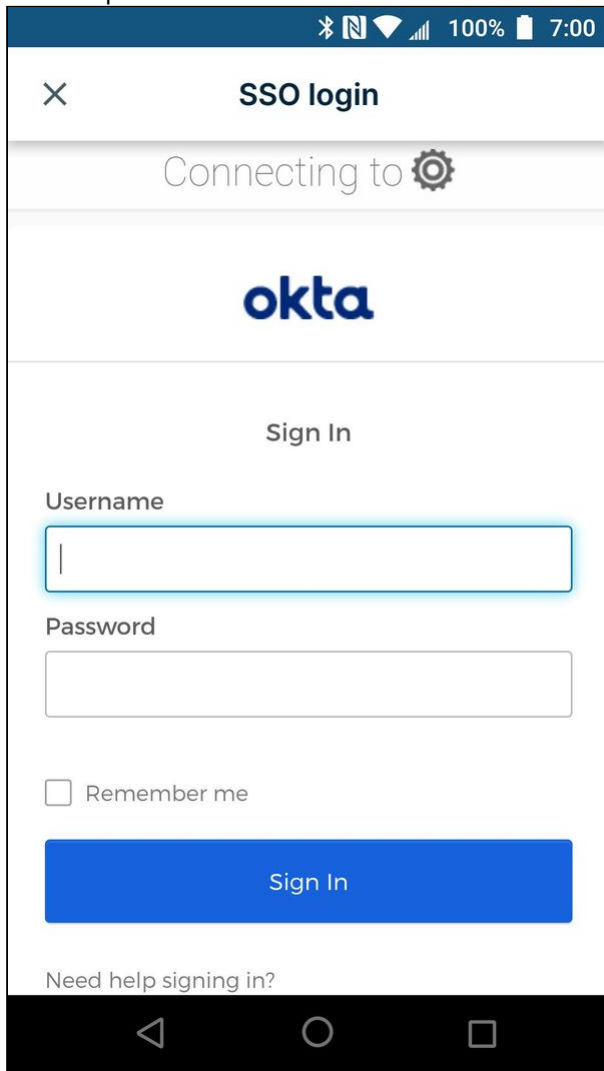 100% 7:00
SSO login
Connecting to
okta
Sign In
Username
Password
Remember me
Sign In
Need help signing in?